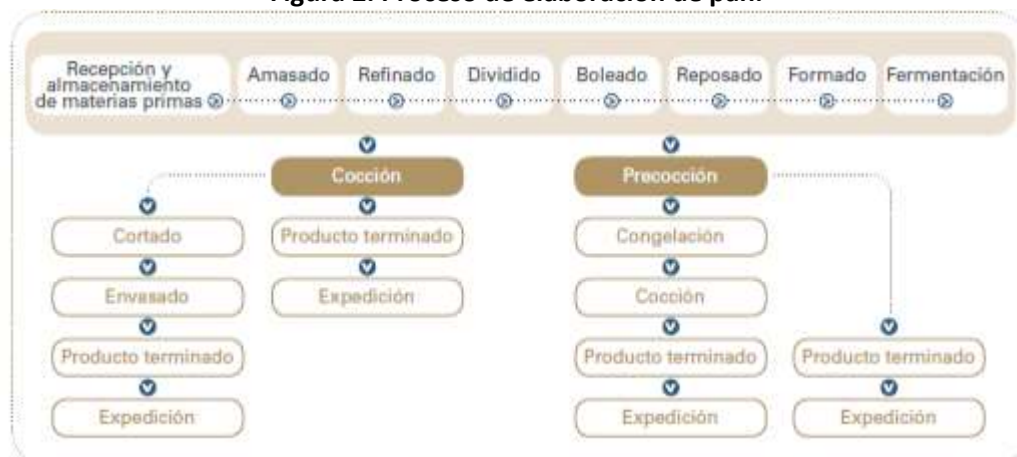 Figura 2. Proceso de elaboración de pan.
Recepción y
almacenamiento
de materias primas
Amasado
Refinado
Dividido
Boleado
Reposado
Formado
Fermentación
Cocción
Precocción
Cortado
Producto terminado
Congelación
Envasado
Expedición
Cocción
Producto terminado
Producto terminado
Producto terminado
Expedición
Expedición
Expedición